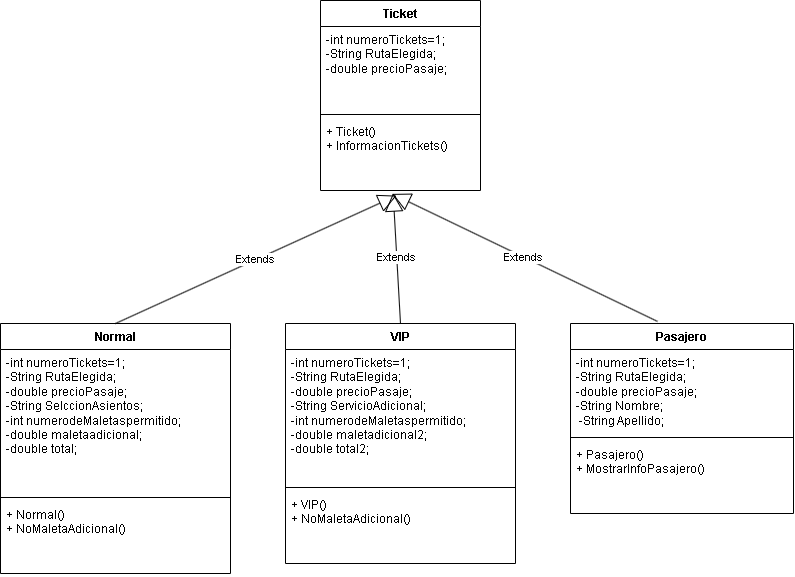 Ticket
-int numeroTickets=1;
-String RutaElegida;
-double precioPasaje;
+ Ticket()
+ InformacionTickets()
Extends
Extends
Extends
Normal
-int numeroTickets=1;
-String RutaElegida;
-double precioPasaje;
-String SelccionAsientos;
-int numerodeMaletaspermitido;
-double maletaadicional;
-double total;
+ Normal()
+ NoMaletaAdicional()
VIP
-int numeroTickets=1;
-String RutaElegida;
-double precioPasaje;
-String ServicioAdicional;
-int numerodeMaletaspermitido;
-double maletadicional2;
-double total2;
+ VIP()
+ NoMaletaAdicional()
Pasajero
-int numeroTickets=1;
-String RutaElegida;
-double precioPasaje;
-String Nombre;
-String Apellido;
+ Pasajero()
+ MostrarInfoPasajero()